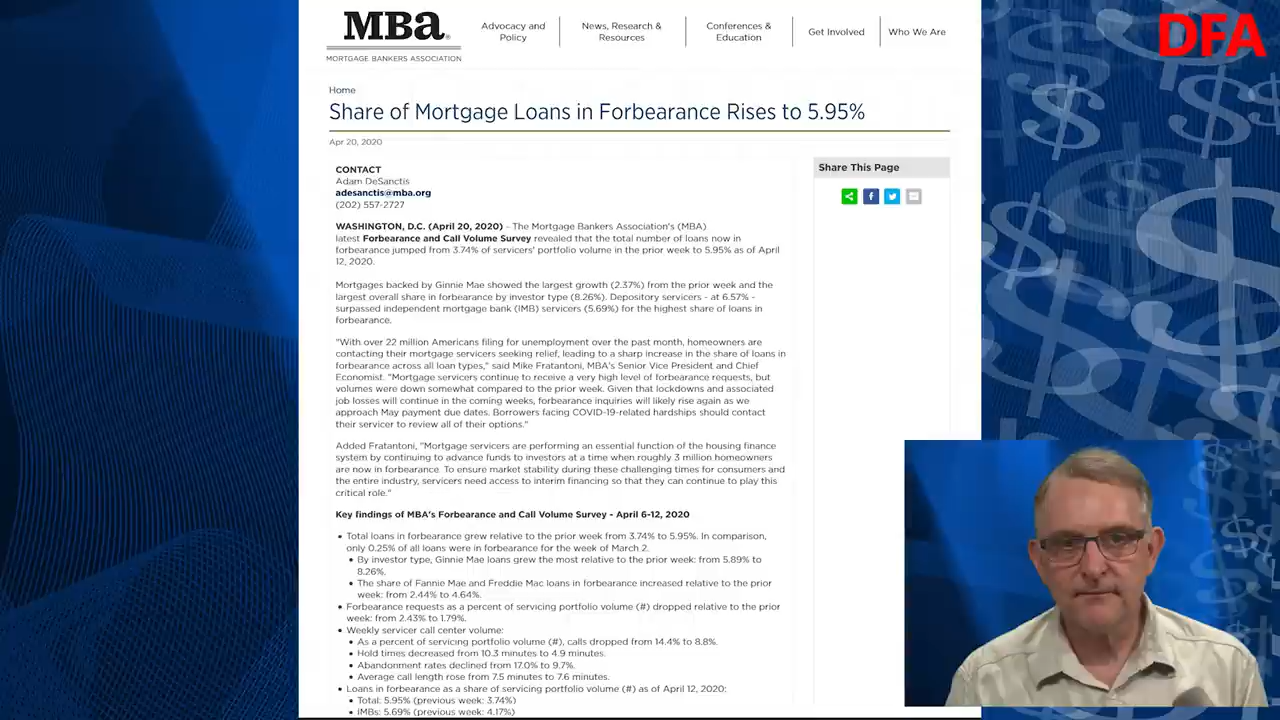 MBa.
MORTGAGE BANKERS ASSOCIATION
Advocacy and
Policy
News, Research &
Resources
Conferences &
Education
Get Involved
Who We Are
DFA
Home
Share of Mortgage Loans in Forbearance Rises to 5.95%
Apr 20, 2020
Share This Page
CONTACT
Adam DeSanctis
adesanctis@mba.org
(202) 557-2727
WASHINGTON, D.C. (April 20, 2020) - The Mortgage Bankers Association's (MBA)
latest Forbearance and Call Volume Survey revealed that the total number of loans now in
forbearance jumped from 3.74% of servicers' portfolio volume in the prior week to 5.95% as of April
12, 2020.
Mortgages backed by Ginnie Mae showed the largest growth (2.37%) from the prior week and the
largest overall share in forbearance by investor type (8.26%). Depository servicers - at 6.57% -
surpassed independent mortgage bank (IMB) servicers (5.69%) for the highest share of loans in
forbearance.
"With over 22 million Americans filing for unemployment over the past month, homeowners are
contacting their mortgage servicers seeking relief, leading to a sharp increase in the share of loans in
forbearance across all loan types," said Mike Fratantoni, MBA's Senior Vice President and Chief
Economist. "Mortgage servicers continue to receive a very high level of forbearance requests, but
volumes were down somewhat compared to the prior week. Given that lockdowns and associated
job losses will continue in the coming weeks, forbearance inquiries will likely rise again as we
approach May payment due dates. Borrowers facing COVID-19-related hardships should contact
their servicer to review all of their options."
Added Fratantoni, "Mortgage servicers are performing an essential function of the housing finance
system by continuing to advance funds to investors at a time when roughly 3 million homeowners
are now in forbearance. To ensure market stability during these challenging times for consumers and
the entire industry, servicers need access to interim financing so that they can continue to play this
critical role."
Key findings of MBA's Forbearance and Call Volume Survey - April 6-12, 2020
• Total loans in forbearance grew relative to the prior week from 3.74% to 5.95%. In comparison,
only 0.25% of all loans were in forbearance for the week of March 2.
• By investor type, Ginnie Mae loans grew the most relative to the prior week: from 5.89% to
8.26%.
• The share of Fannie Mae and Freddie Mac loans in forbearance increased relative to the prior
week: from 2.44% to 4.64%.
• Forbearance requests as a percent of servicing portfolio volume (#) dropped relative to the prior
week: from 2.43% to 1.79%.
• Weekly servicer call center volume:
• As a percent of servicing portfolio volume (#), calls dropped from 14.4% to 8.8%.
• Hold times decreased from 10.3 minutes to 4.9 minutes.
• Abandonment rates declined from 17.0% to 9.7%.
• Average call length rose from 7.5 minutes to 7.6 minutes.
• Loans in forbearance as a share of servicing portfolio volume (#) as of April 12, 2020:
• Total: 5.95% (previous week: 3.74%)
• IMBs: 5.69% (previous week: 4.17%)